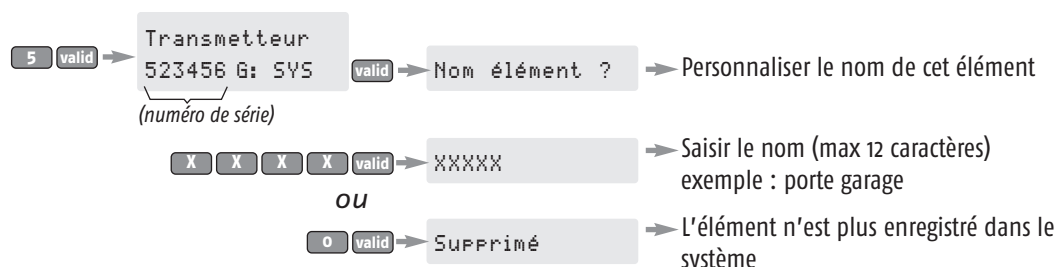 5 valid
Transmetteur
523456 G: SYS
(numéro de série)
valid
Nom élément ?
Personnaliser le nom de cet élément
X X X X valid
XXXXX
Saisir le nom (max 12 caractères)
exemple : porte garage
ou
0 valid
Supprimé
L'élément n'est plus enregistré dans le
système